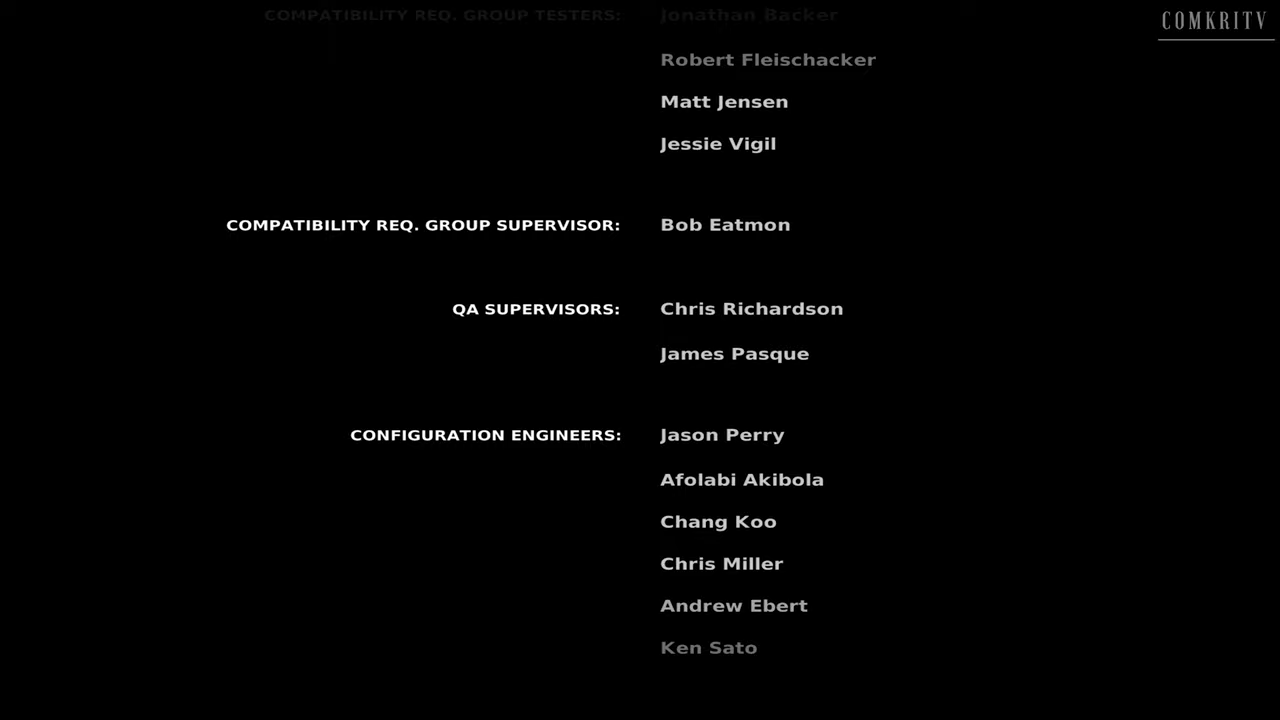 COMPATIBILITY REQ. GROUP TESTERS: Jonathan Backer
COMKRITV
Robert Fleischacker
Matt Jensen
Jessie Vigil
COMPATIBILITY REQ. GROUP SUPERVISOR: Bob Eatmon
QA SUPERVISORS: Chris Richardson
James Pasque
CONFIGURATION ENGINEERS: Jason Perry
Afolabi Akibola
Chang Koo
Chris Miller
Andrew Ebert
Ken Sato